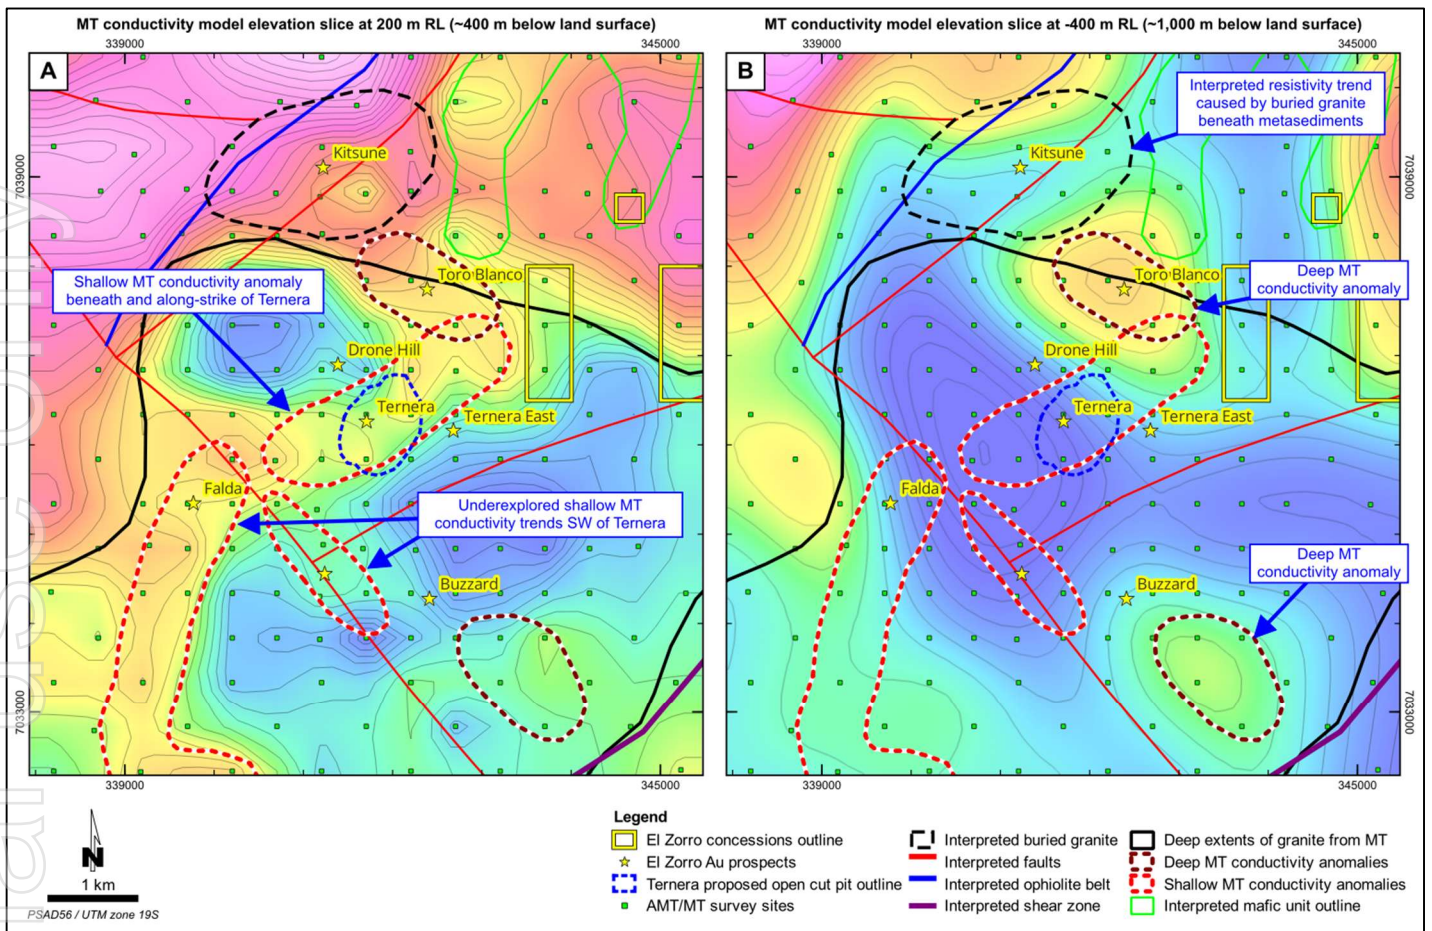 MT conductivity model elevation slice at 200 m RL (~400 m below land surface)
MT conductivity model elevation slice at -400 m RL (~1,000 m below land surface)
339000
345000
339000
345000
A
B
Interpreted resistivity trend
caused by buried granite
beneath metasediments
Kitsune
Kitsune
7039000
7039000
Shallow MT conductivity anomaly
beneath and along-strike of Ternera
Toro Blanco
Toro Blanco
Deep MT
conductivity anomaly
Drone Hill
Drone Hill
Ternera
Ternera East
Ternera
Ternera East
Falda
Falda
Underexplored shallow MT
conductivity trends SW of Ternera
Buzzard
Buzzard
Deep MT
conductivity anomaly
7033000
7033000
339000
345000
339000
345000
N
1 km
PSAD56 / UTM zone 19S
Legend
El Zorro concessions outline
El Zorro Au prospects
Ternera proposed open cut pit outline
AMT/MT survey sites
Interpreted buried granite
Interpreted faults
Interpreted ophiolite belt
Interpreted shear zone
Deep extents of granite from MT
Deep MT conductivity anomalies
Shallow MT conductivity anomalies
Interpreted mafic unit outline